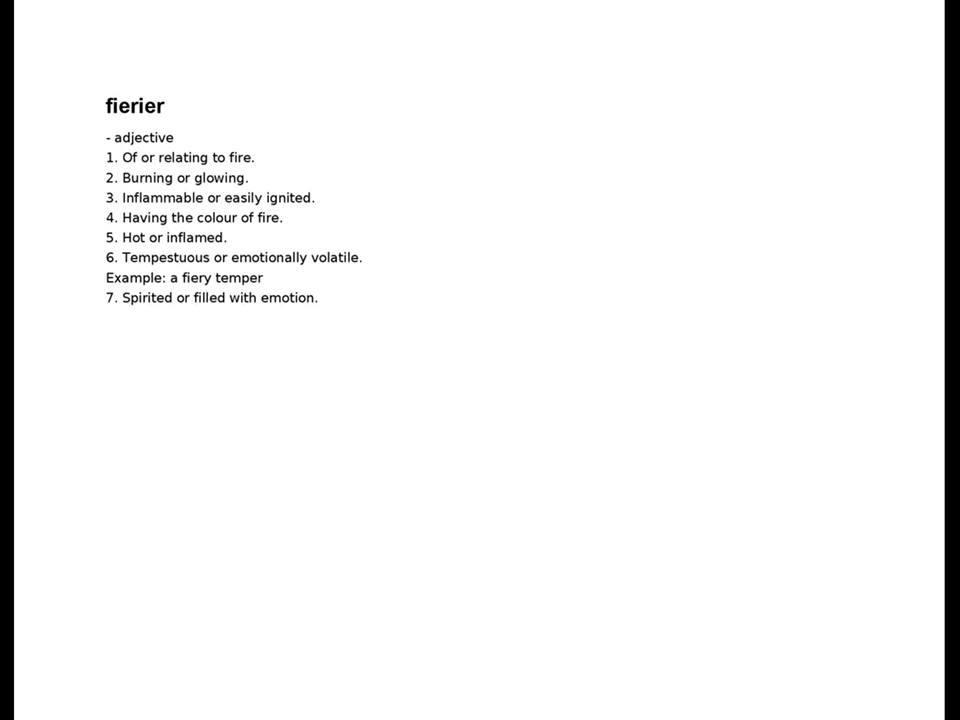 fierier
- adjective
1. Of or relating to fire.
2. Burning or glowing.
3. Inflammable or easily ignited.
4. Having the colour of fire.
5. Hot or inflamed.
6. Tempestuous or emotionally volatile.
Example: a fiery temper
7. Spirited or filled with emotion.